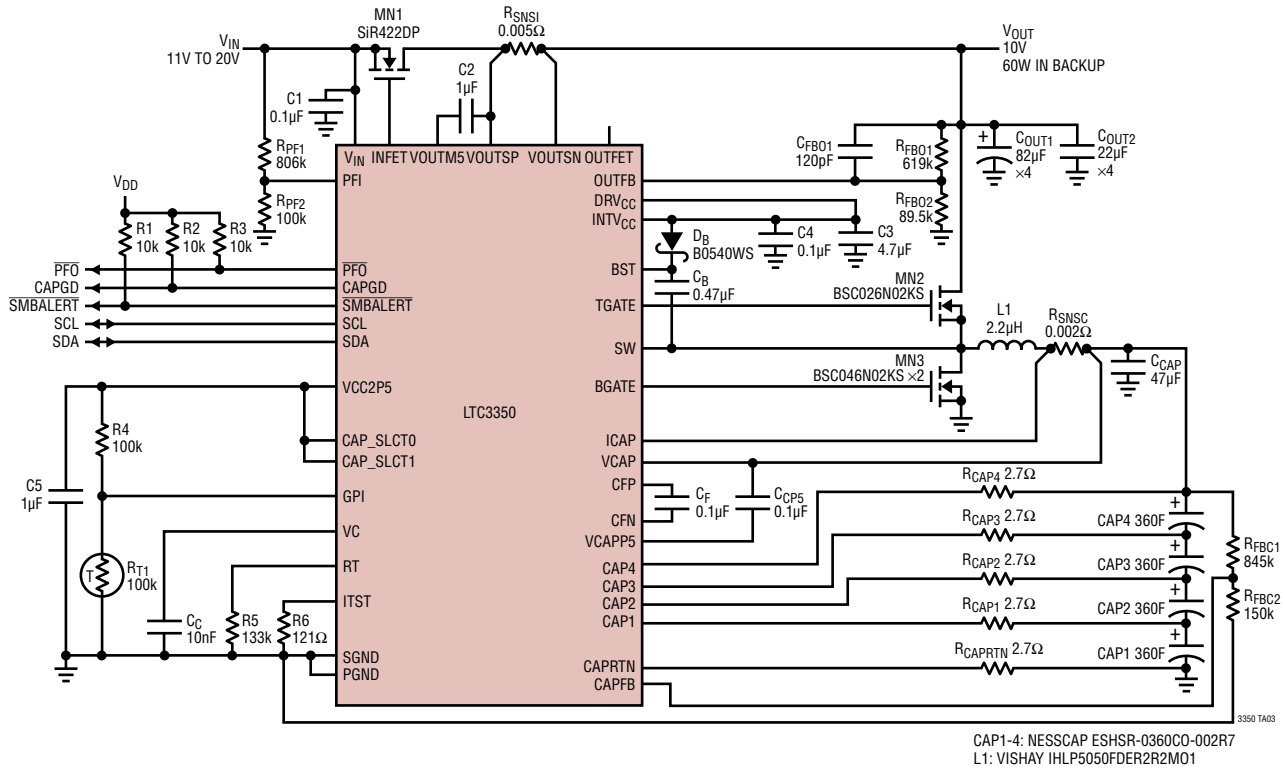 MN1
SiR422DP
RSNSI
0.005Ω
VIN
11V TO 20V
VOUT
10V
60W IN BACKUP
C1
0.1µF
C2
1µF
RPF1
806k
RPF2
100k
VDD
R1
10k
R2
10k
R3
10k
VIN INFET VOUTM5 VOUTSP VOUTSN OUTFET
PFI
PFO
CAPGD
SMBALERT
SCL
SDA
PFO
CAPGD
SMBALERT
SCL
SDA
VCC2P5
CAP_SLCT0
CAP_SLCT1
GPI
VC
RT
ITST
SGND
PGND
LTC3350
OUTFB
DRVCC
INTVCC
BST
TGATE
SW
BGATE
ICAP
VCAP
CFP
CFN
VCAPP5
CAP4
CAP3
CAP2
CAP1
CAPRTN
CAPFB
CFBO1
120pF
RFBO1
619k
RFBO2
89.5k
+
COUT1
82µF
×4
COUT2
22µF
×4
DB
B0540WS
C4
0.1µF
C3
4.7µF
CB
0.47µF
MN2
BSC026N02KS
MN3
BSC046N02KS ×2
L1
2.2µH
RSNSC
0.002Ω
CCAP
47µF
R4
100k
C5
1µF
T
RT1
100k
CC
10nF
R5
133k
R6
121Ω
CF
0.1µF
CCP5
0.1µF
RCAP4 2.7Ω
RCAP3 2.7Ω
RCAP2 2.7Ω
RCAP1 2.7Ω
RCAPRTN 2.7Ω
+
CAP4 360F
+
CAP3 360F
+
CAP2 360F
+
CAP1 360F
RFBC1
845k
RFBC2
150k
3350 TA03
CAP1-4: NESSCAP ESHSR-0360CO-002R7
L1: VISHAY IHLP5050FDER2R2MO1